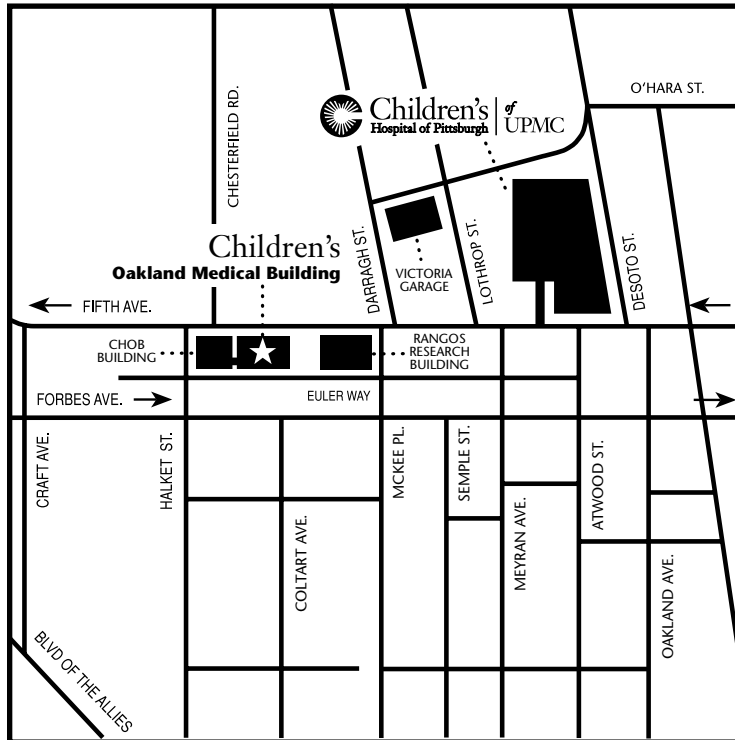 O'HARA ST.
CHESTERFIELD RD.
Children's
Hospital of Pittsburgh
of
UPMC
Children's
Oakland Medical Building
DARRAGH ST.
VICTORIA
GARAGE
LOTHROP ST.
DESOTO ST.
FIFTH AVE.
CHOB
BUILDING
RANGOS
RESEARCH
BUILDING
EULER WAY
FORBES AVE.
CRAFT AVE.
HALKET ST.
COLTART AVE.
MCKEE PL.
SEMPLE ST.
MEYRAN AVE.
ATWOOD ST.
OAKLAND AVE.
BLVD OF THE ALLIES